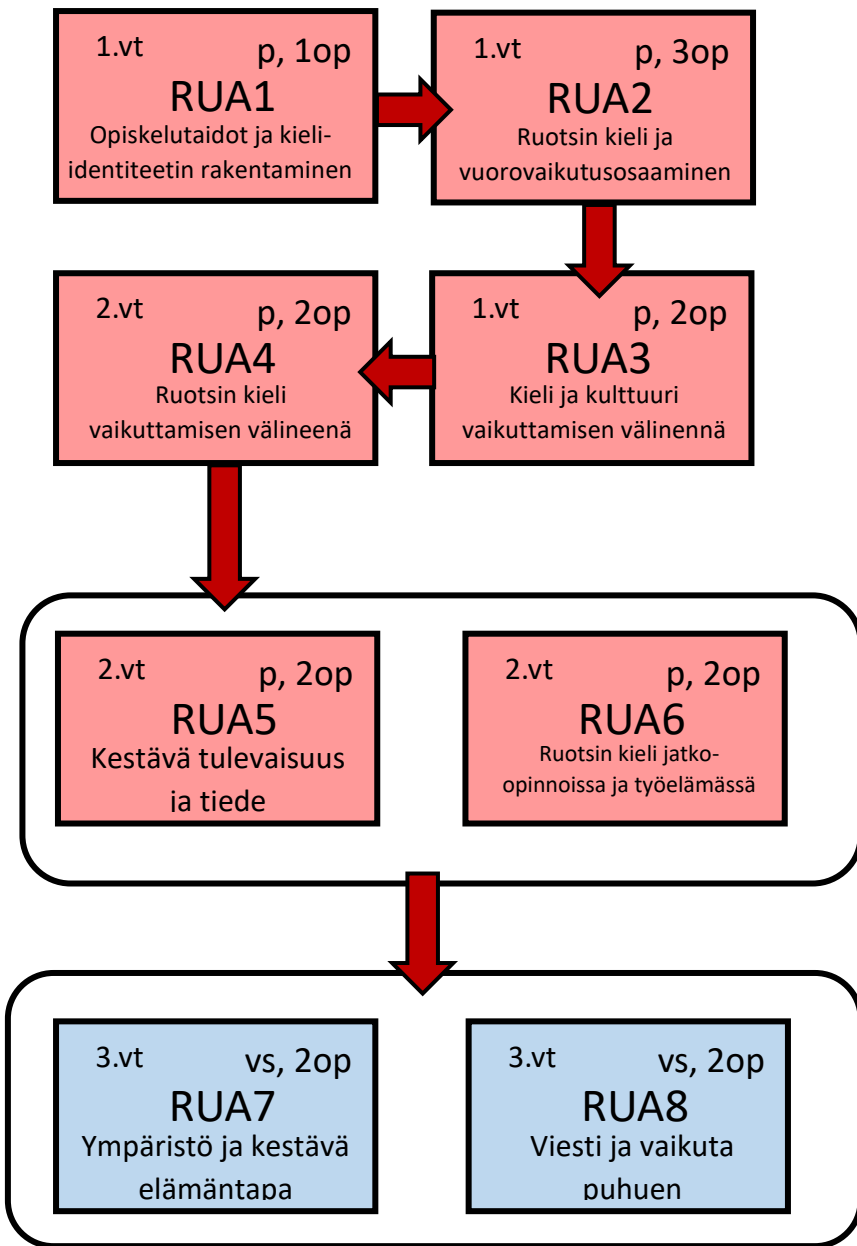 1.vt p, 1op
RUA1
Opiskelutaidot ja kieli-
identiteetin rakentaminen
1.vt p, 3op
RUA2
Ruotsin kieli ja
vuorovaikutusosaaminen
2.vt p, 2op
RUA4
Ruotsin kieli
vaikuttamisen välineenä
1.vt p, 2op
RUA3
Kieli ja kulttuuri
vaikuttamisen välinennä
2.vt p, 2op
RUA5
Kestävä tulevaisuus
ja tiede
2.vt p, 2op
RUA6
Ruotsin kieli jatko-
opinnoissa ja työelämässä
3.vt vs, 2op
RUA7
Ympäristö ja kestävä
elämäntapa
3.vt vs, 2op
RUA8
Viesti ja vaikuta
puhuen